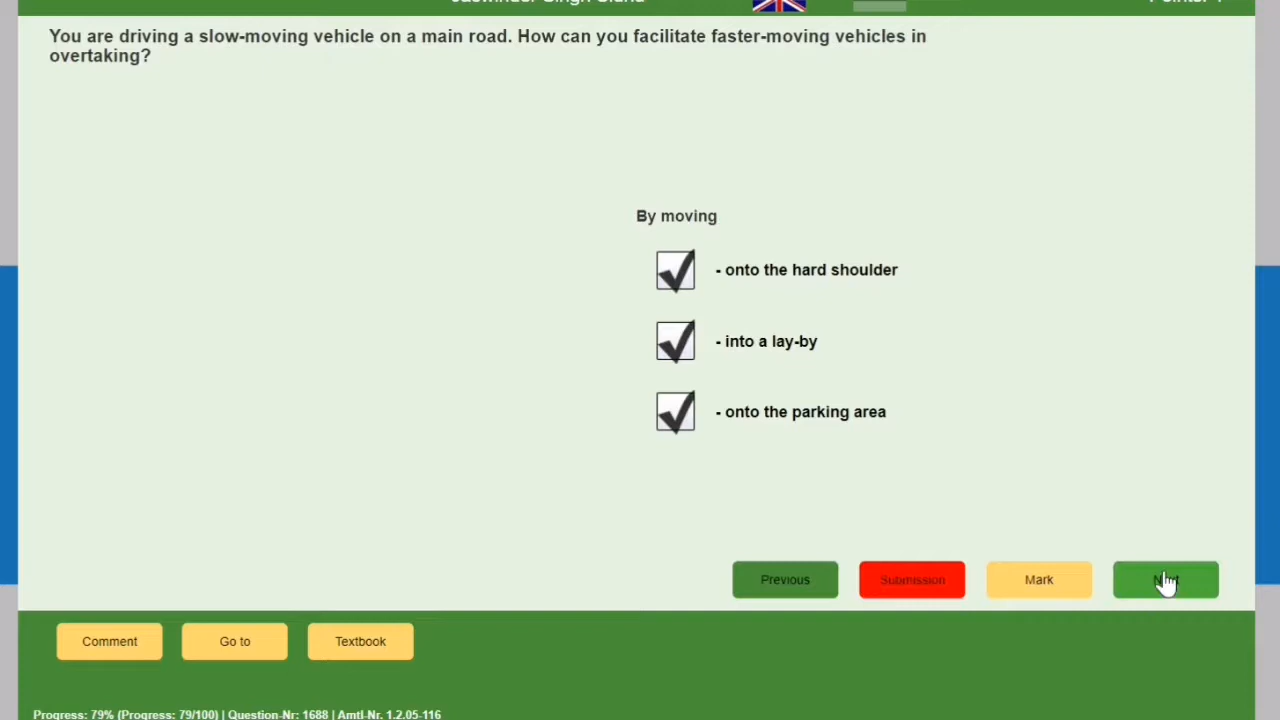 You are driving a slow-moving vehicle on a main road. How can you facilitate faster-moving vehicles in
overtaking?
By moving
- onto the hard shoulder
- into a lay-by
- onto the parking area
Previous
Submission
Mark
Comment
Go to
Textbook
Progress: 79% (Progress: 79/100) | Question-Nr: 1688 | Amtl-Nr. 1.2.05-116